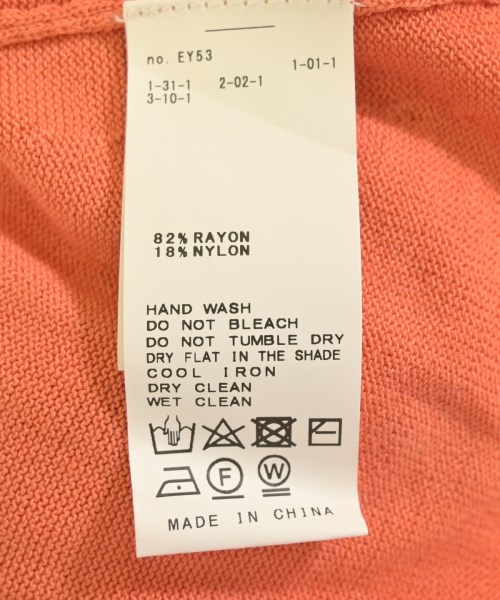 no. EY53
1-01-1
1-31-1 2-02-1
3-10-1
82% RAYON
18% NYLON
HAND WASH
DO NOT BLEACH
DO NOT TUMBLE DRY
DRY FLAT IN THE SHADE
COOL IRON
DRY CLEAN
WET CLEAN
F W
MADE IN CHINA